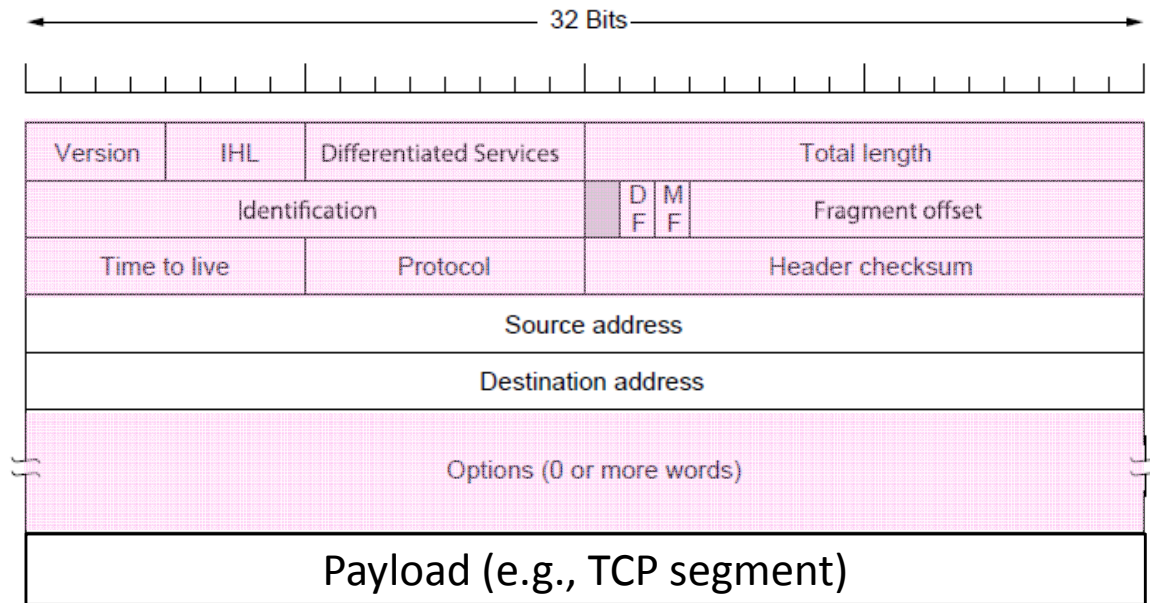 32 Bits
Version IHL Differentiated Services Total length
Identification D F M F Fragment offset
Time to live Protocol Header checksum
Source address
Destination address
Options (0 or more words)
Payload (e.g., TCP segment)